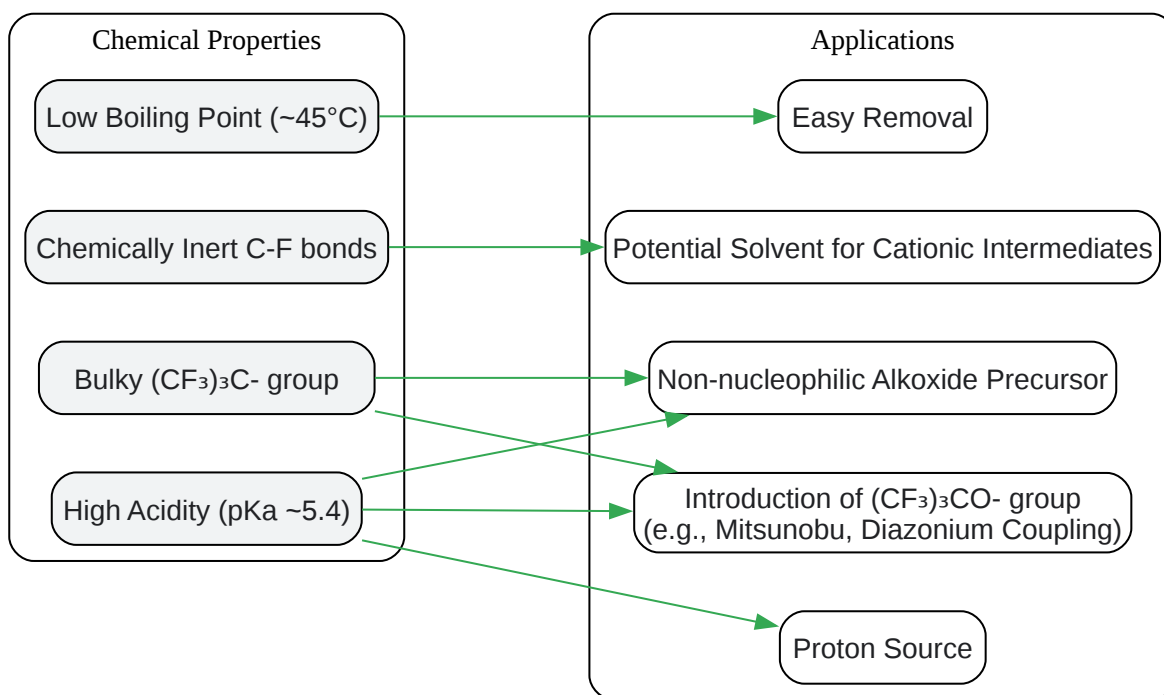 Chemical Properties
Low Boiling Point (~45°C)
Chemically Inert C-F bonds
Bulky (CF₃)₃C- group
High Acidity (pKa ~5.4)
Applications
Easy Removal
Potential Solvent for Cationic Intermediates
Non-nucleophilic Alkoxide Precursor
Introduction of (CF₃)₃CO- group
(e.g., Mitsunobu, Diazonium Coupling)
Proton Source